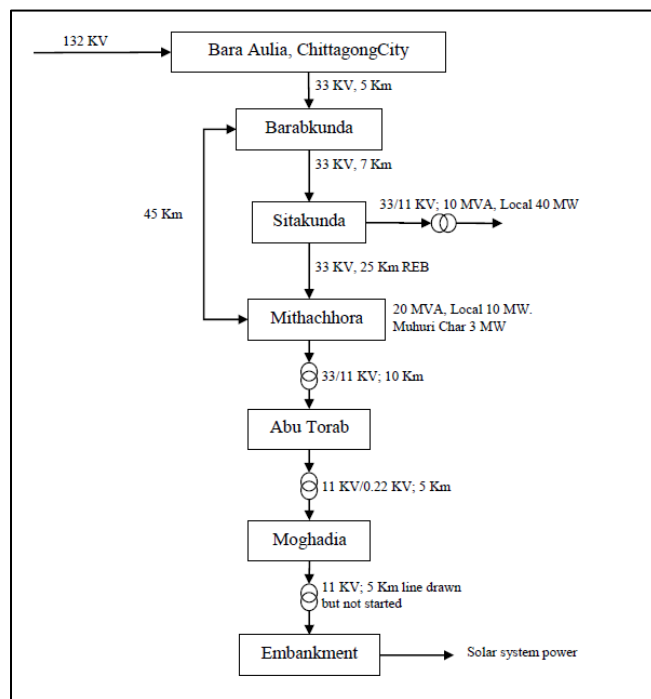 132 KV
Bara Aulia, ChittagongCity
33 KV, 5 Km
Barabkunda
33 KV, 7 Km
45 Km
Sitakunda
33/11 KV; 10 MVA, Local 40 MW
33 KV, 25 Km REB
Mithachhora
20 MVA, Local 10 MW.
Muhuri Char 3 MW
33/11 KV; 10 Km
Abu Torab
11 KV/0.22 KV; 5 Km
Moghadia
11 KV; 5 Km line drawn
but not started
Embankment
Solar system power